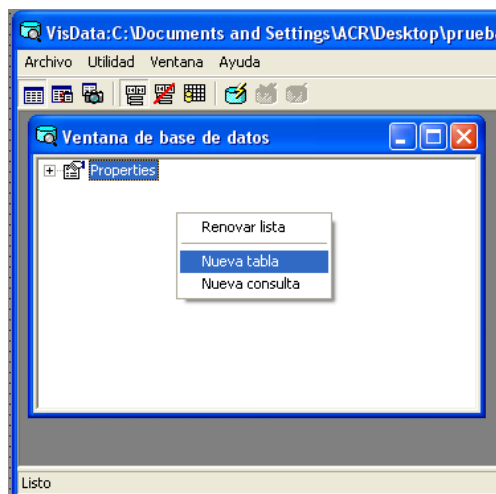 VisData:C:\Documents and Settings\ACR\Desktop\prueb
Archivo Utilidad Ventana Ayuda
Ventana de base de datos
Properties
Renovar lista
Nueva tabla
Nueva consulta
Listo